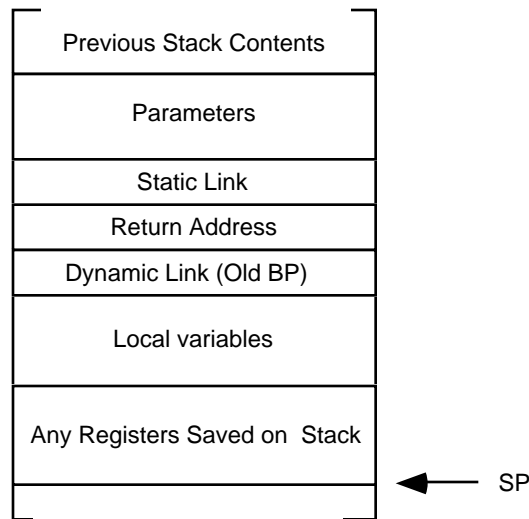 Previous Stack Contents
Parameters
Static Link
Return Address
Dynamic Link (Old BP)
Local variables
Any Registers Saved on Stack
SP